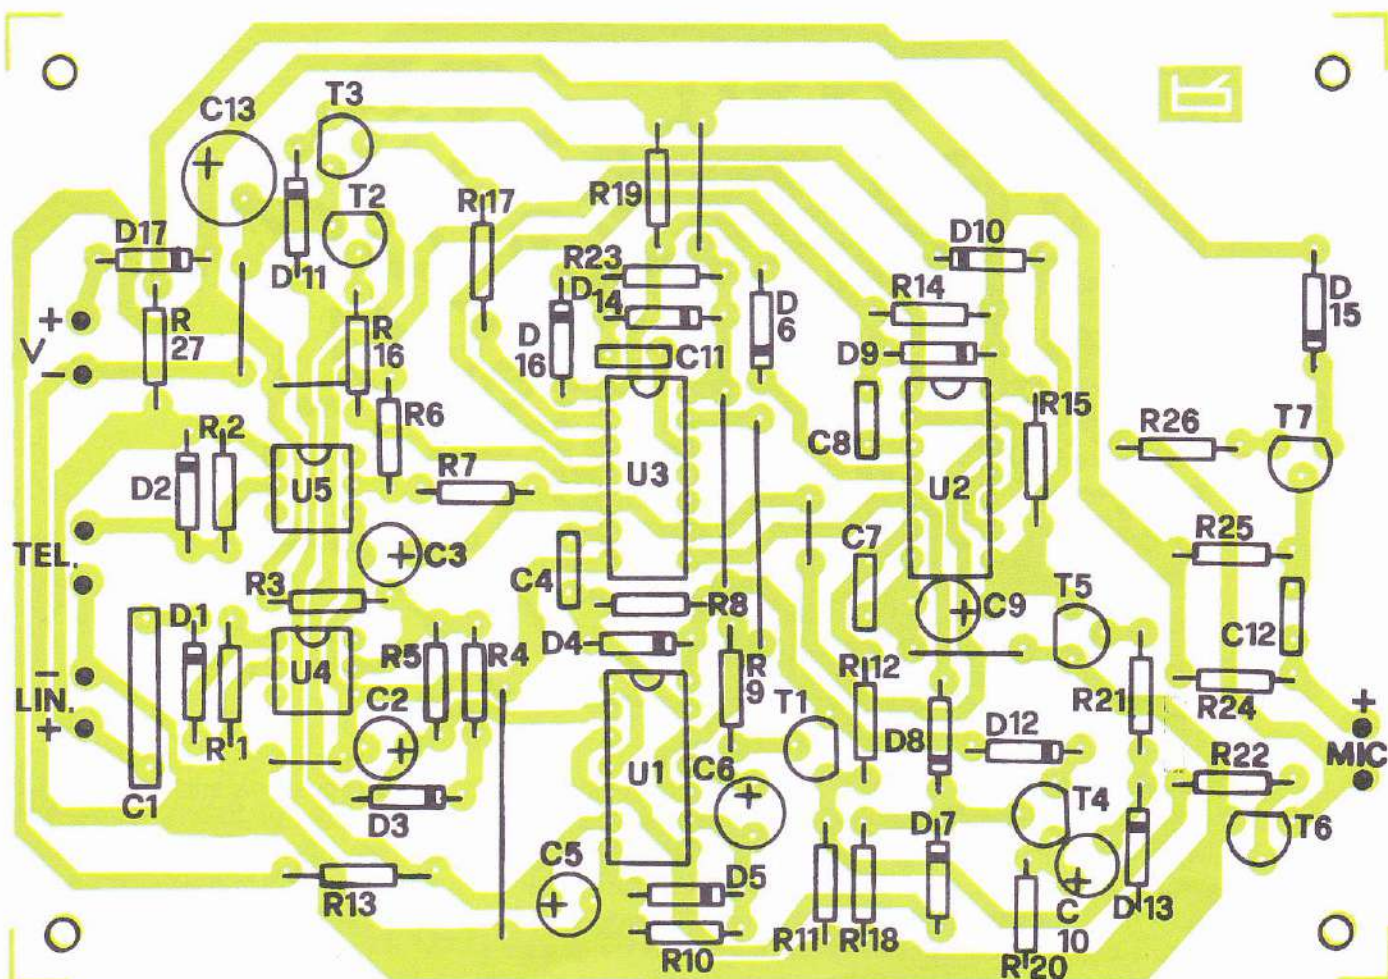 C13
T3
T2
R17
R19
D17
D11
R23
D14
D10
R14
D6
D15
+
V
-
R27
R16
D16
C11
D9
R6
R15
C8
R26
T7
R2
D2
R7
U5
U3
U2
TEL.
C3
C4
C7
R25
R3
R8
C9
T5
C12
D1
U4
R5
R4
D4
R9
R12
R21
R24
-
LIN.
+
R1
C2
T1
D8
D12
+
MIC
C1
D3
U1
C6
R22
T4
T6
C5
D5
D7
R13
R10
R11
R18
R20
C10
D13